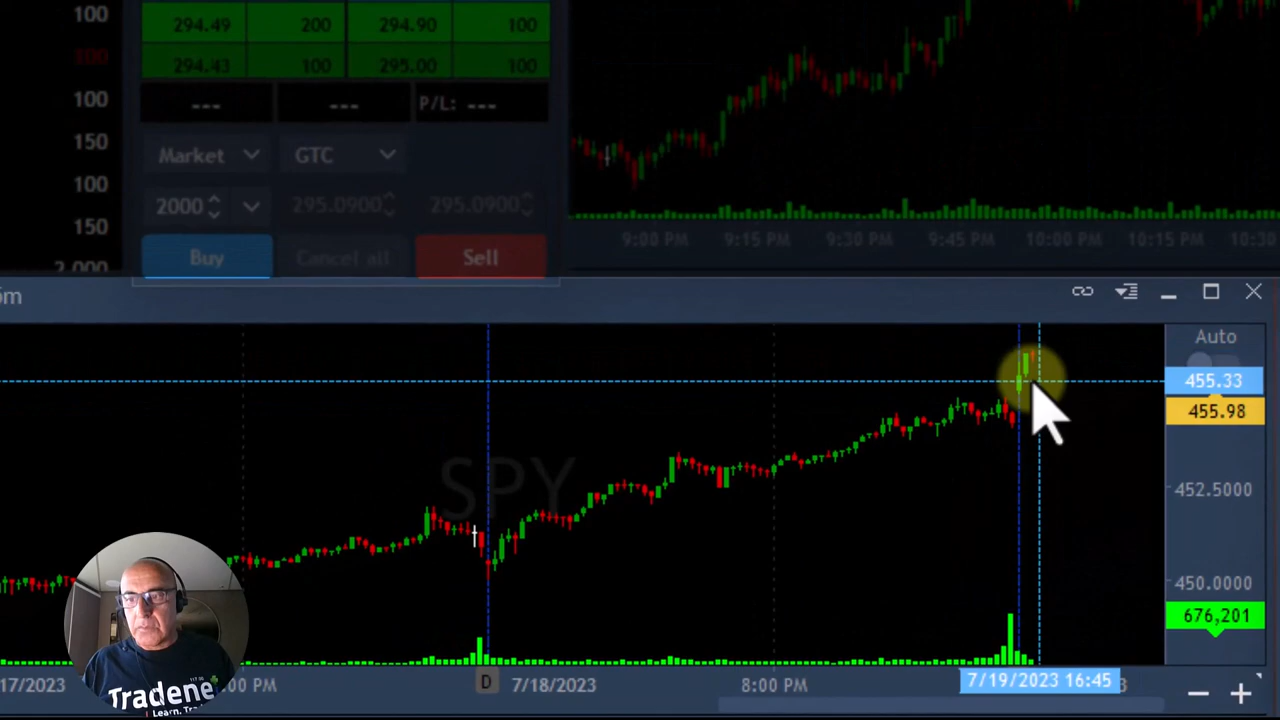 100
294.49 200 294.90 100
100
294.43 100 295.00 100
100
--- --- P/L: ---
150
Market GTC
100
2000 295.0900 295.0900
150
Buy Cancel all Sell
2,000
9:00 PM 9:15 PM 9:30 PM 9:45 PM 10:00 PM 10:15 PM 10:30
5m
Auto
455.33
455.98
SPY
452.5000
450.0000
676,201
17/2023 :00 PM D 7/18/2023 8:00 PM 7/19/2023 16:45 3
Tradene
Learn. Tra